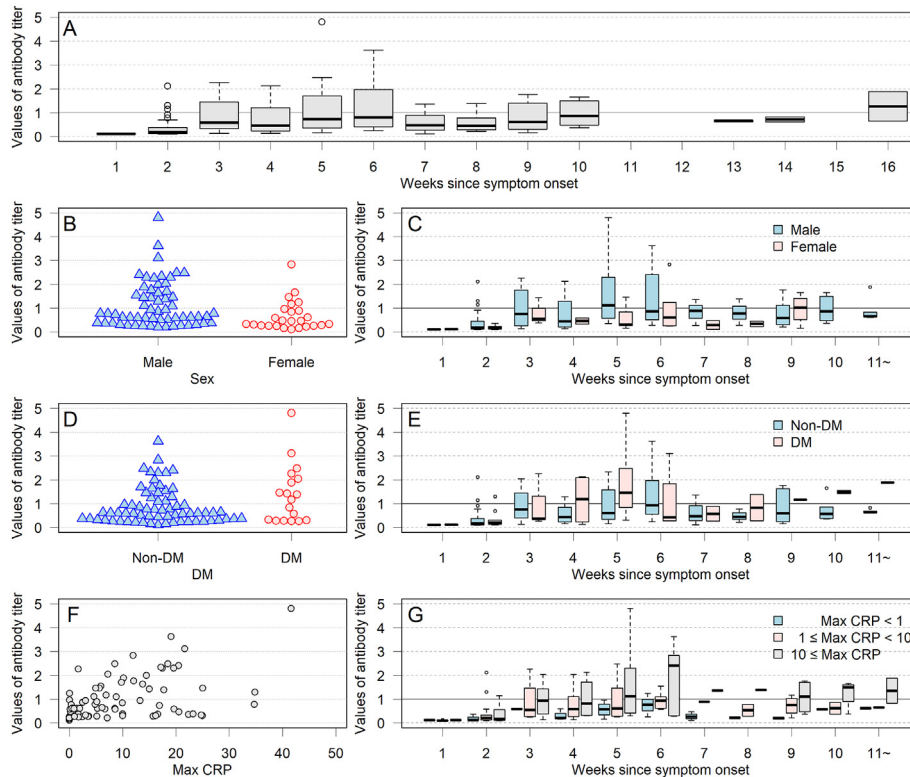 A
Values of antibody titer
5
4
3
2
1
0
1 2 3 4 5 6 7 8 9 10 11 12 13 14 15 16
Weeks since symptom onset
B
Values of antibody titer
5
4
3
2
1
0
Male Female
Sex
C
5
4
3
2
1
0
Male
Female
1 2 3 4 5 6 7 8 9 10 11~
Weeks since symptom onset
D
Values of antibody titer
5
4
3
2
1
0
Non-DM DM
DM
E
5
4
3
2
1
0
Non-DM
DM
1 2 3 4 5 6 7 8 9 10 11~
Weeks since symptom onset
F
Values of antibody titer
5
4
3
2
1
0
0 10 20 30 40 50
Max CRP
G
5
4
3
2
1
0
Max CRP < 1
1 ≤ Max CRP < 10
10 ≤ Max CRP
1 2 3 4 5 6 7 8 9 10 11~
Weeks since symptom onset